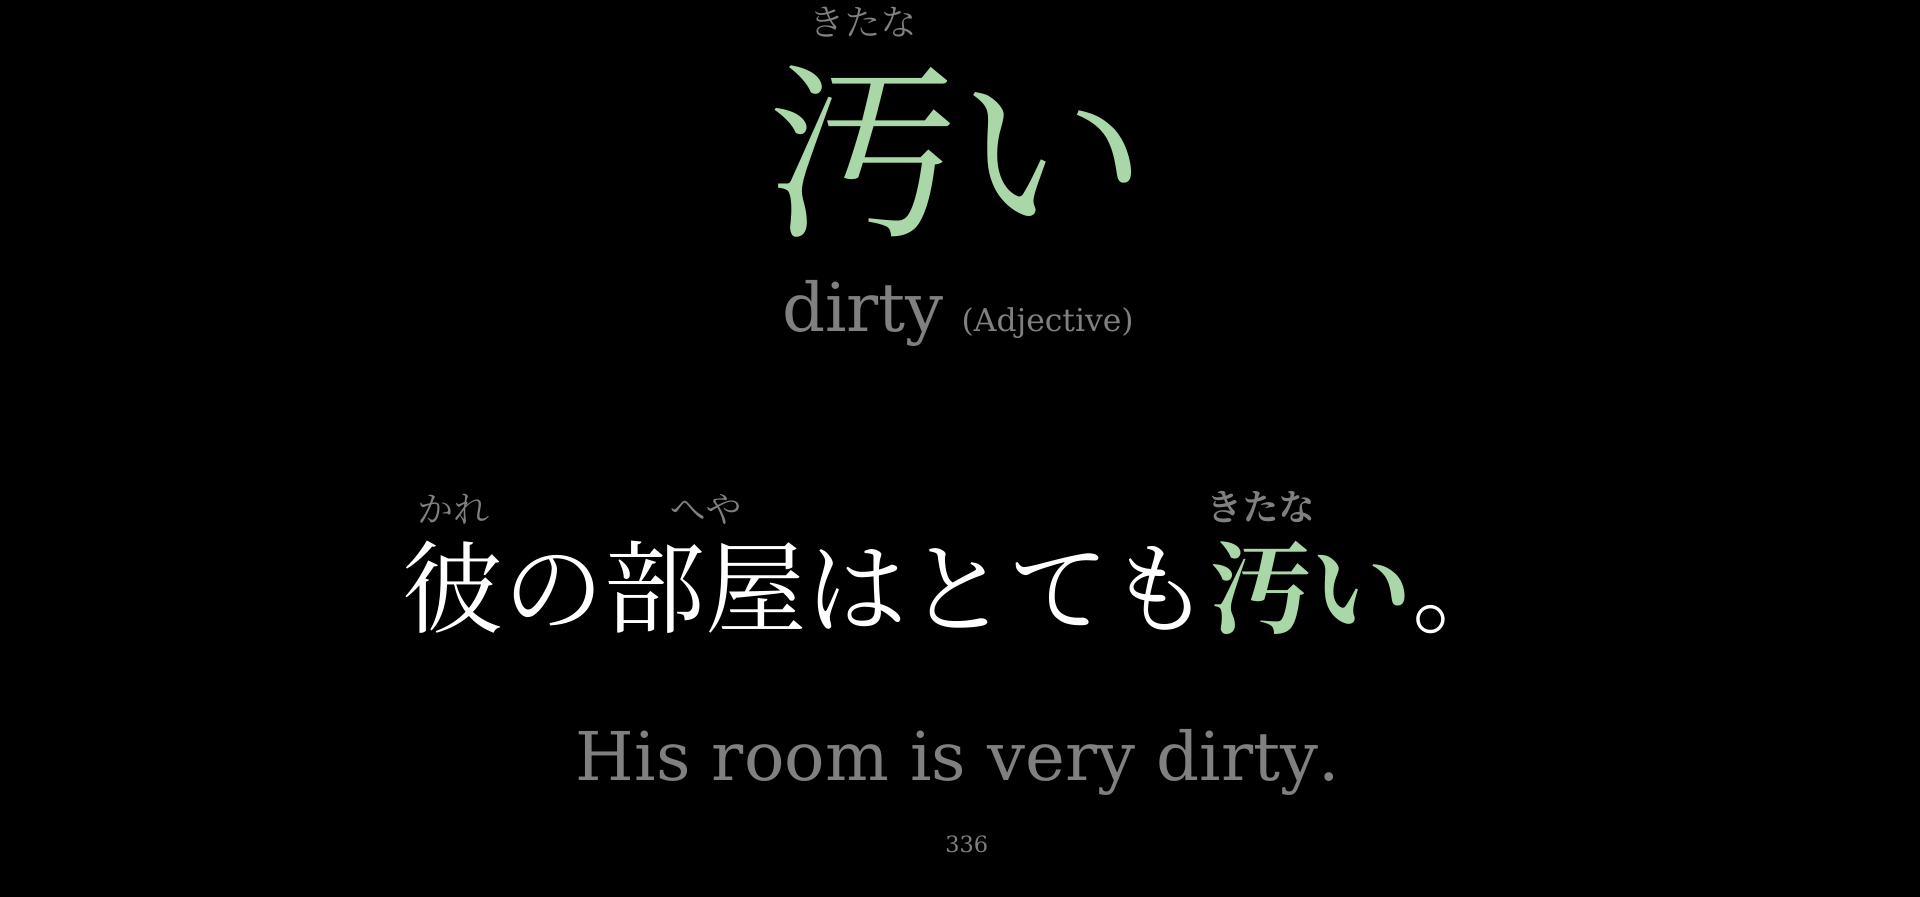 きたな
汚い
dirty (Adjective)
かれ へや きたな
彼の部屋はとても汚い。
His room is very dirty.
336